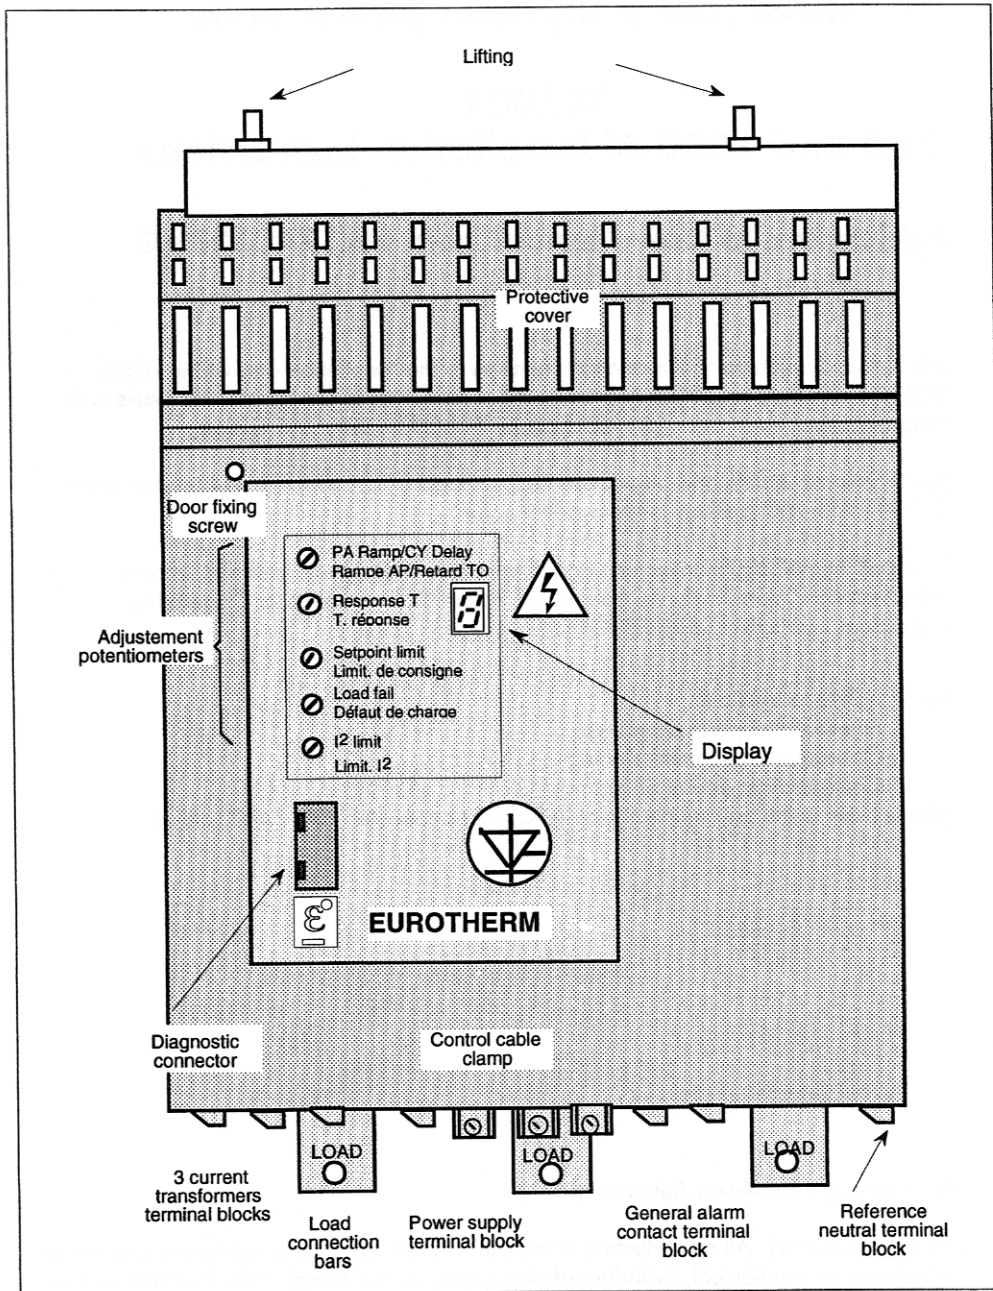 Lifting
Protective
cover
Door fixing
screw
PA Ramp/CY Delay
Rampe AP/Retard TO
Response T
T. réponse
Adjustement
potentiometers
Setpoint limit
Limit. de consigne
Load fail
Défaut de charge
I2 limit
Limit. I2
Display
EUROTHERM
Diagnostic
connector
Control cable
clamp
LOAD
LOAD
LOAD
3 current
transformers
terminal blocks
Load
connection
bars
Power supply
terminal block
General alarm
contact terminal
block
Reference
neutral terminal
block